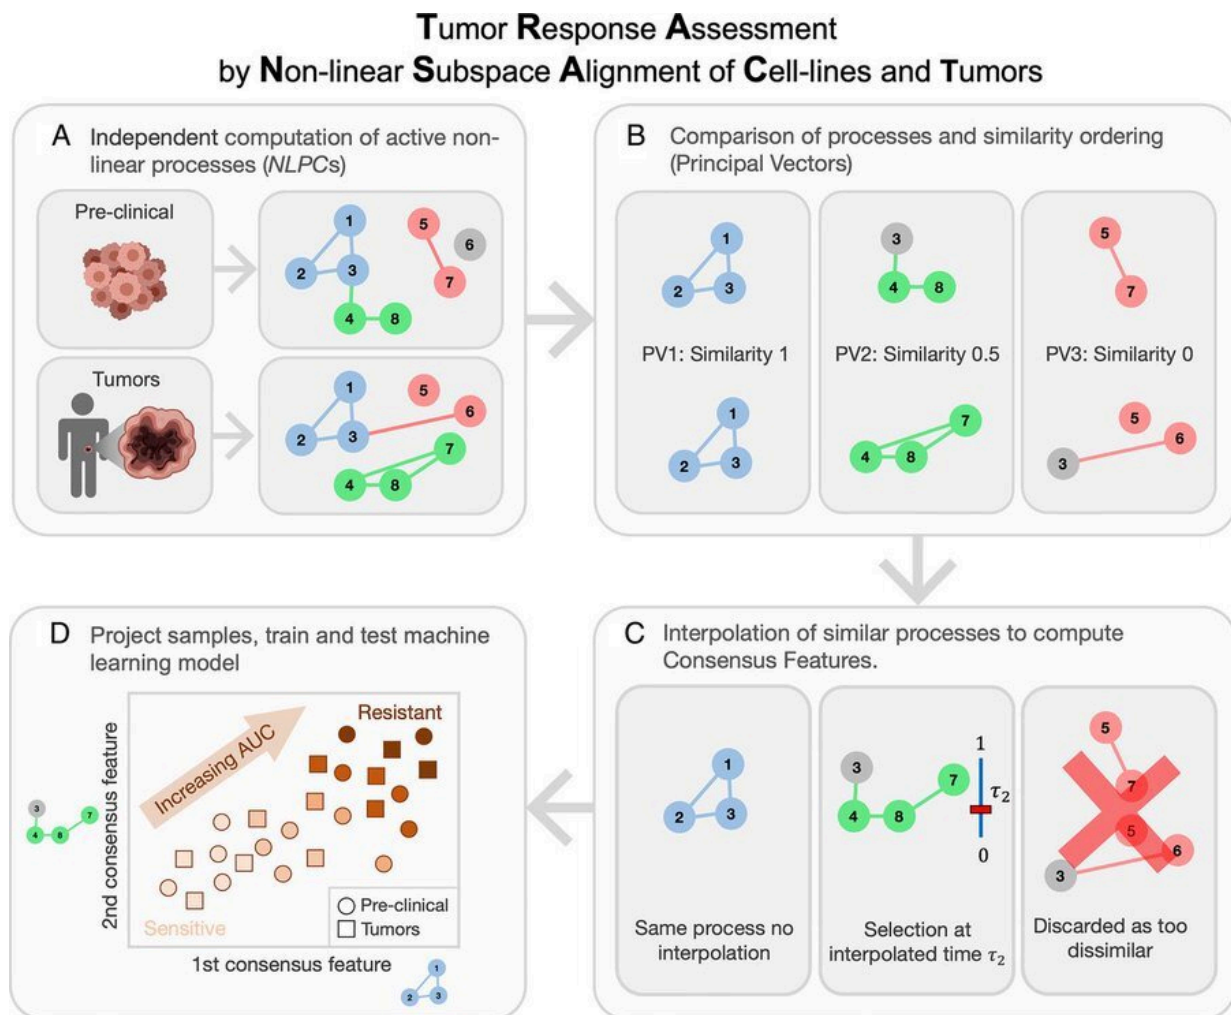 Tumor Response Assessment
by Non-linear Subspace Alignment of Cell-lines and Tumors
A Independent computation of active non-
linear processes (NLPCs)
Pre-clinical
1
2
3
4
8
5
6
7
Tumors
1
2
3
5
6
7
4
8
B Comparison of processes and similarity ordering
(Principal Vectors)
1
2
3
3
4
8
5
7
PV1: Similarity 1
PV2: Similarity 0.5
PV3: Similarity 0
1
2
3
7
4
8
5
6
3
C Interpolation of similar processes to compute
Consensus Features.
1
2
3
3
4
8
7
1
τ2
0
5
7
5
6
3
Same process no
interpolation
Selection at
interpolated time τ2
Discarded as too
dissimilar
D Project samples, train and test machine
learning model
2nd consensus feature
3
4
8
7
Increasing AUC
Resistant
Sensitive
Pre-clinical
Tumors
1st consensus feature
1
2
3